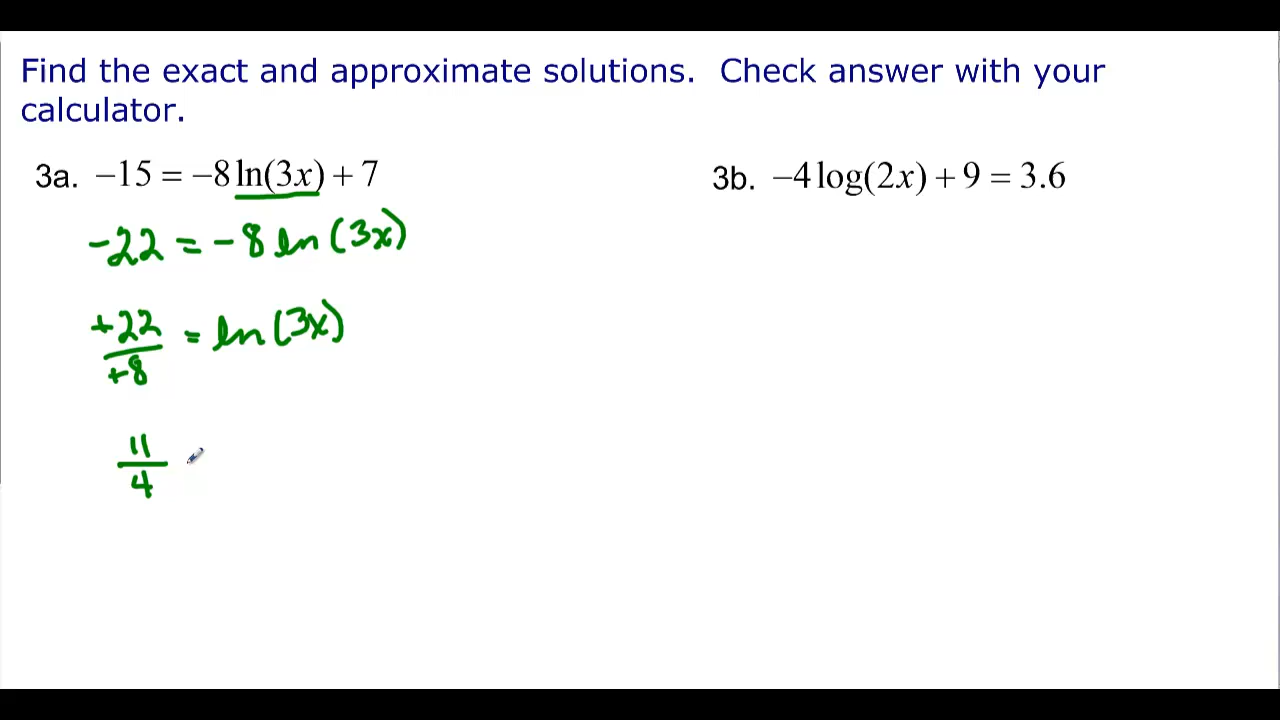 Find the exact and approximate solutions. Check answer with your
calculator.
3a. −15 = −8 ln(3x) + 7
3b. −4 log(2x) + 9 = 3.6
-22 = -8 ln(3x)
+22/+8 = ln(3x)
11/4